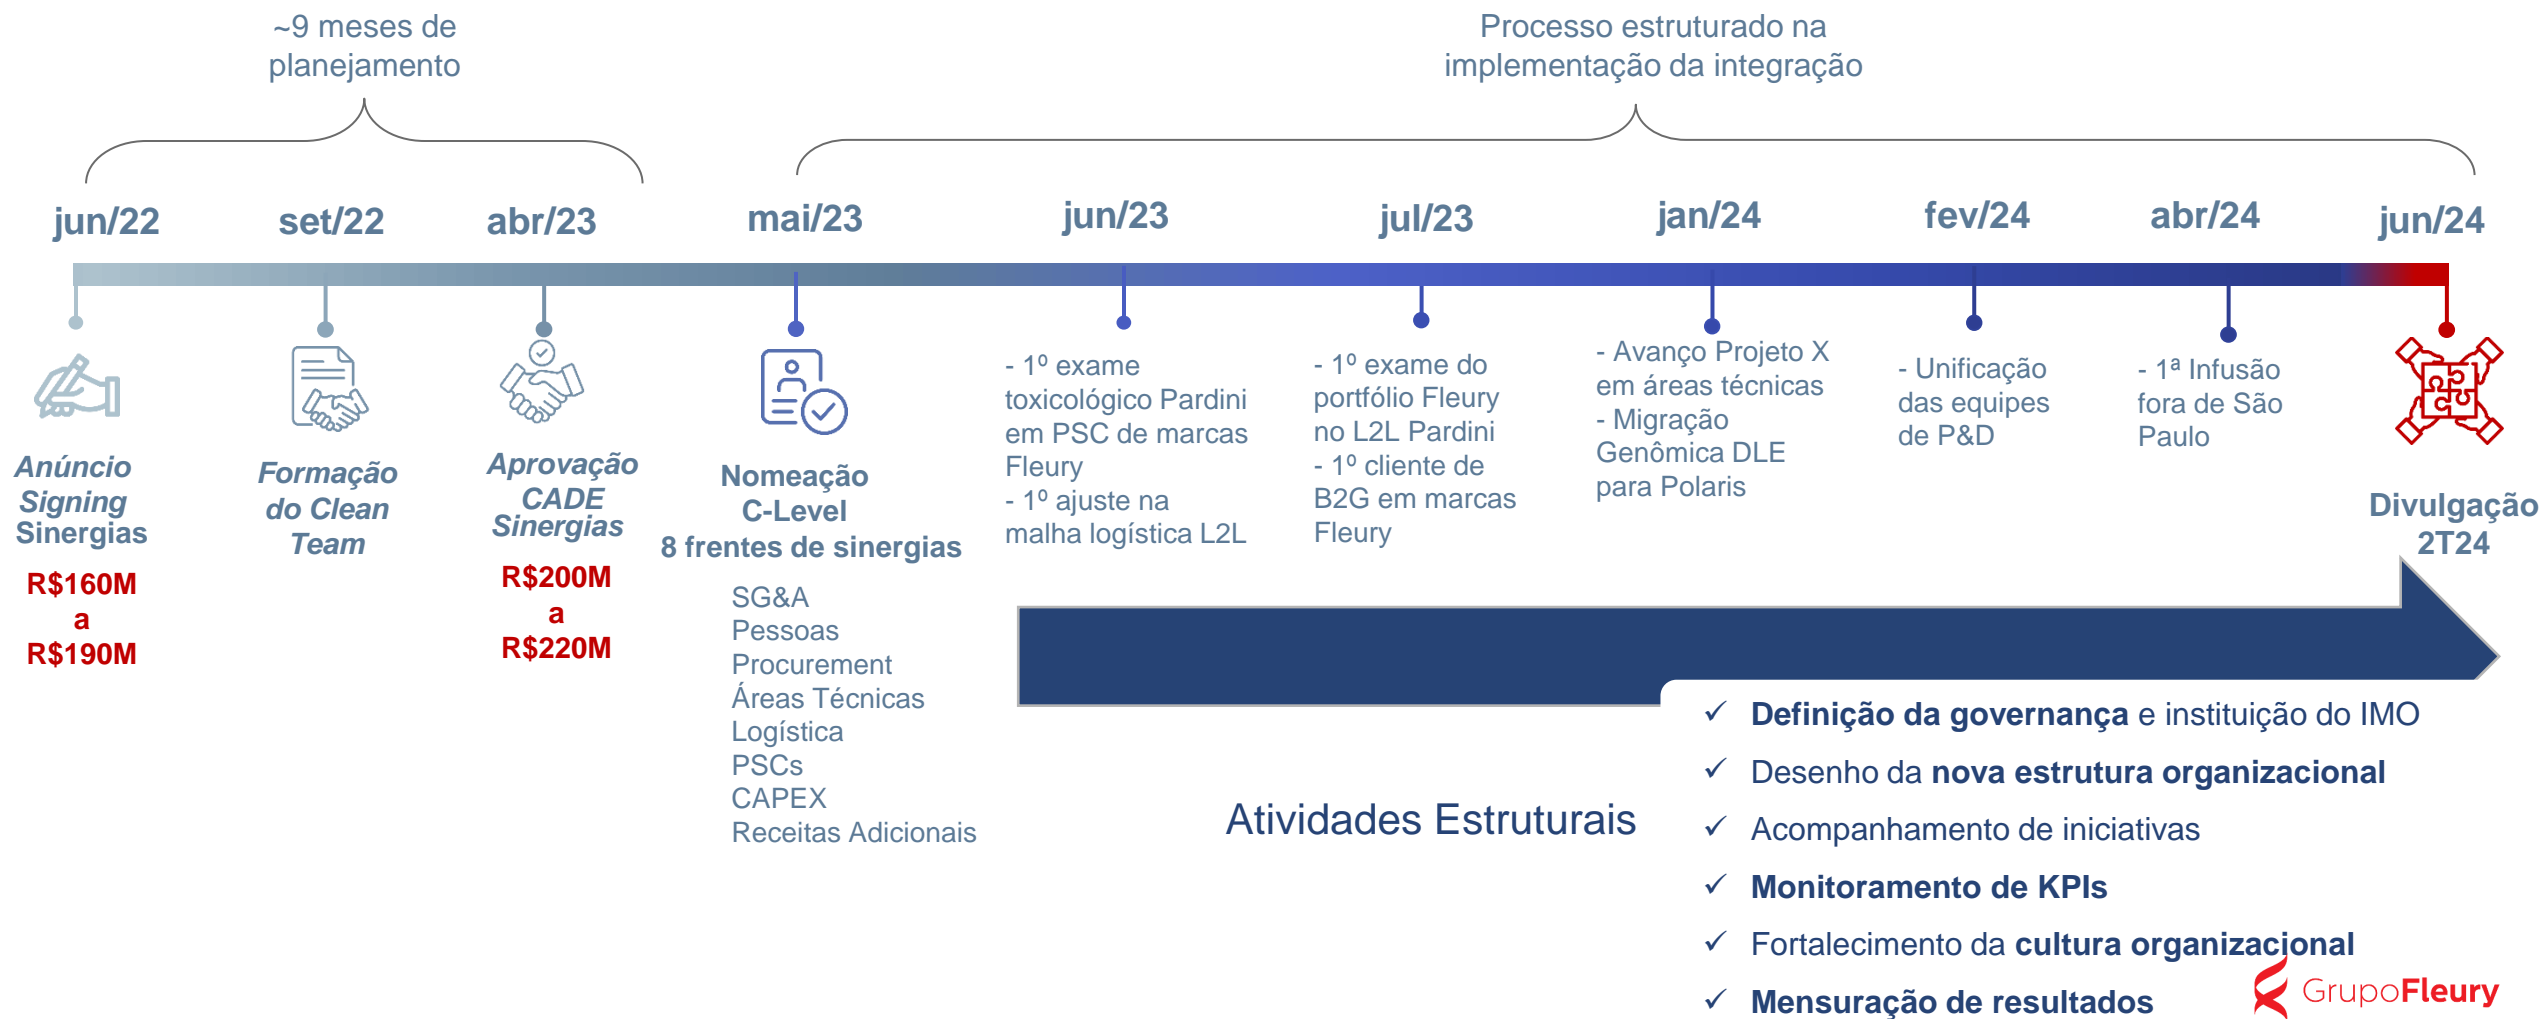 ~9 meses de
planejamento
Processo estruturado na
implementação da integração
jun/22
set/22
abr/23
mai/23
jun/23
jul/23
jan/24
fev/24
abr/24
jun/24
Anúncio
Signing
Sinergias
R$160M
a
R$190M
Formação
do Clean
Team
Aprovação
CADE
Sinergias
R$200M
a
R$220M
Nomeação
C-Level
8 frentes de sinergias
SG&A
Pessoas
Procurement
Áreas Técnicas
Logística
PSCs
CAPEX
Receitas Adicionais
- 1º exame
toxicológico Pardini
em PSC de marcas
Fleury
- 1º ajuste na
malha logística L2L
- 1º exame do
portfólio Fleury
no L2L Pardini
- 1º cliente de
B2G em marcas
Fleury
- Avanço Projeto X
em áreas técnicas
- Migração
Genômica DLE
para Polaris
- Unificação
das equipes
de P&D
- 1ª Infusão
fora de São
Paulo
Divulgação
2T24
Atividades Estruturais
✓ Definição da governança e instituição do IMO
✓ Desenho da nova estrutura organizacional
✓ Acompanhamento de iniciativas
✓ Monitoramento de KPIs
✓ Fortalecimento da cultura organizacional
✓ Mensuração de resultados
GrupoFleury